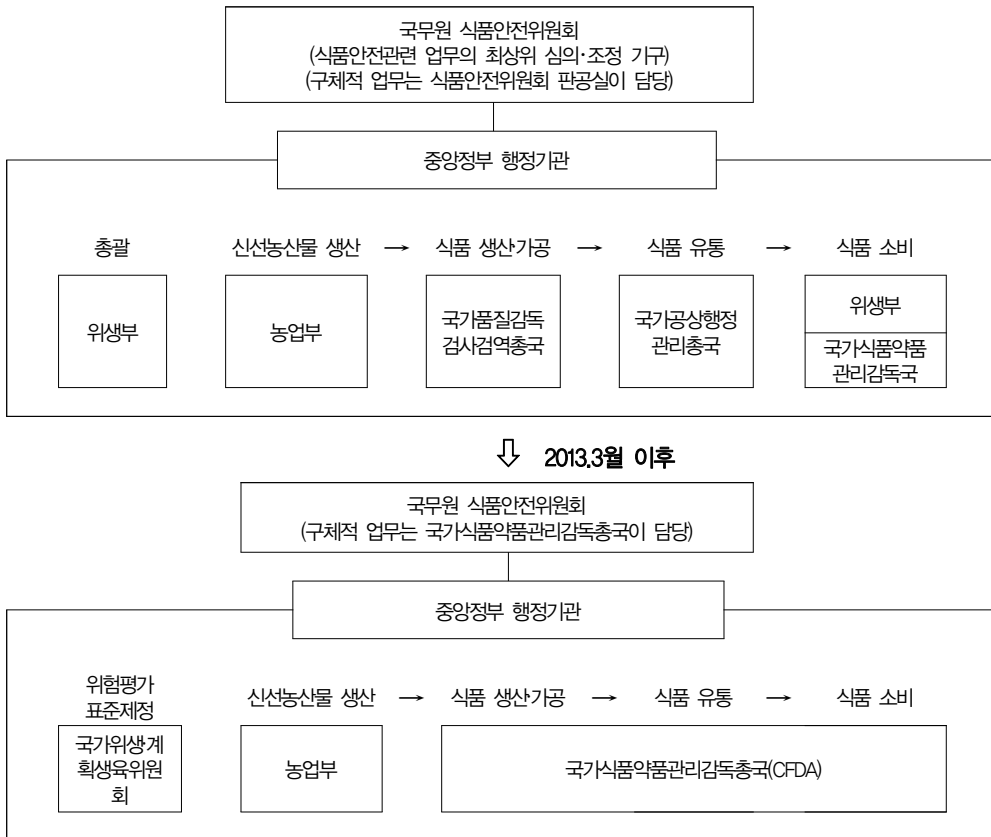 국무원 식품안전위원회
(식품안전관련 업무의 최상위 심의·조정 기구)
(구체적 업무는 식품안전위원회 판공실이 담당)
중앙정부 행정기관
총괄
신선농산물 생산 → 식품 생산·가공 → 식품 유통 → 식품 소비
위생부
농업부
국가품질감독
검사검역총국
국가공상행정
관리총국
위생부
국가식품약품
관리감독국
2013.3월 이후
국무원 식품안전위원회
(구체적 업무는 국가식품약품관리감독총국이 담당)
중앙정부 행정기관
위험평가
표준제정
신선농산물 생산 → 식품 생산·가공 → 식품 유통 → 식품 소비
국가위생·계
획생육위원
회
농업부
국가식품약품관리감독총국(CFDA)